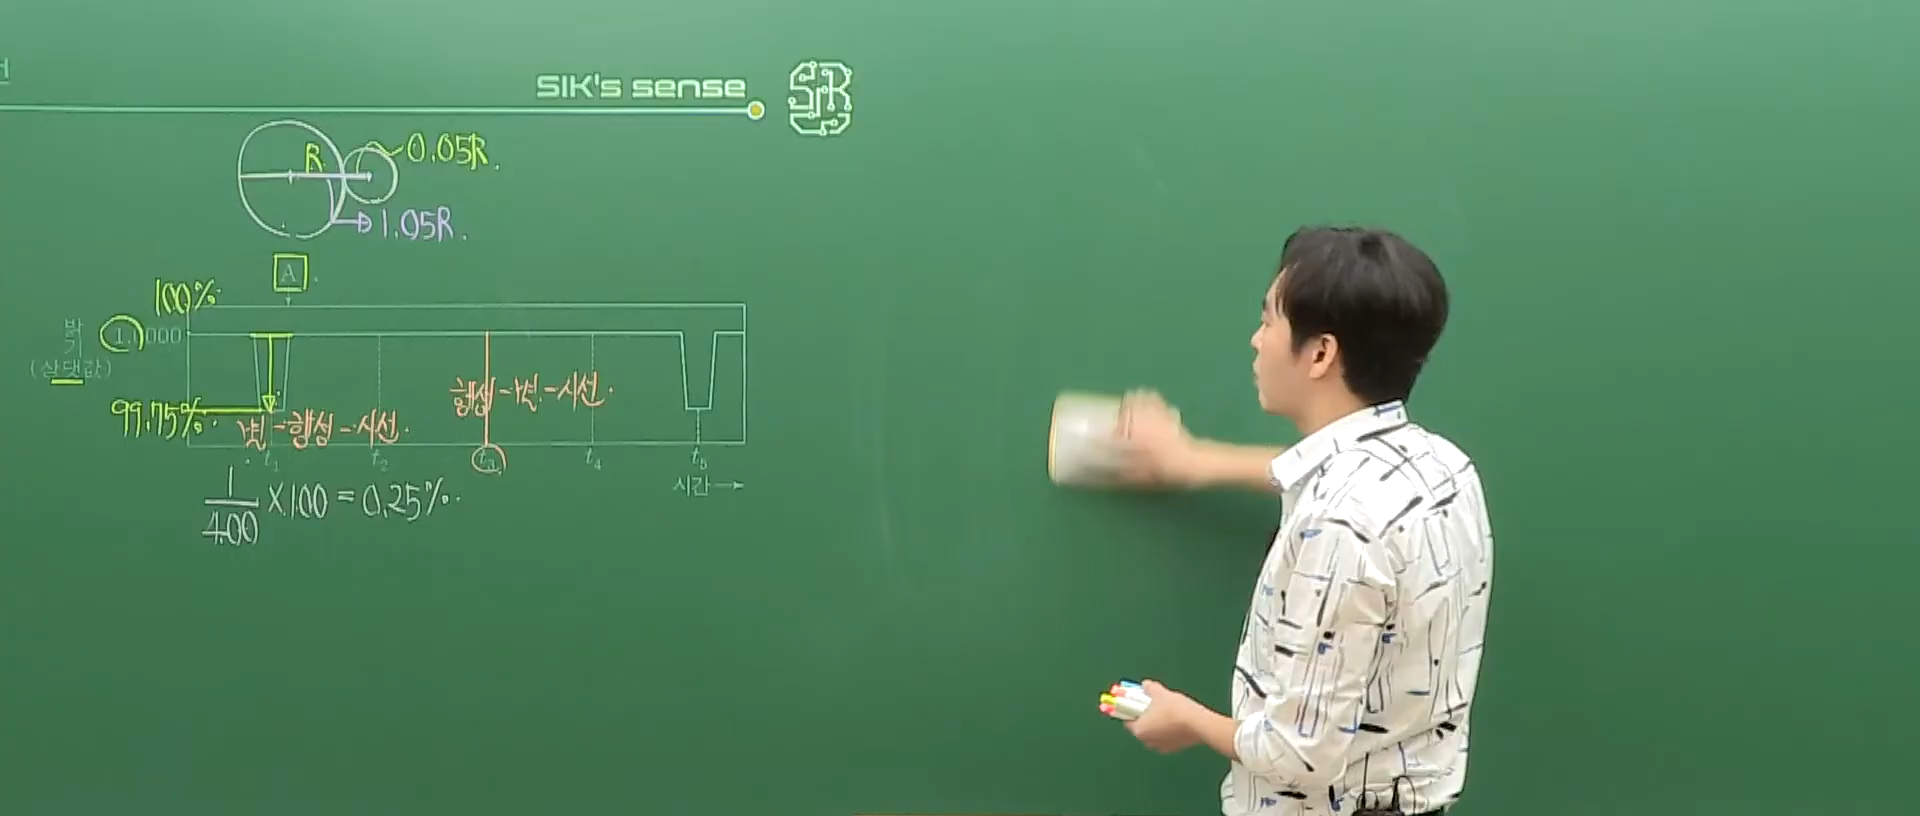 SIK's sense
SIK
R
0.05R.
1.05R.
A
100%.
밝기
(상댓값)
1.0000
99.75%.
별-행성-시선.
행성-별-시선.
t₁ t₂ t₃ t₄ t₅
시간→
1/400 × 100 = 0.25%.